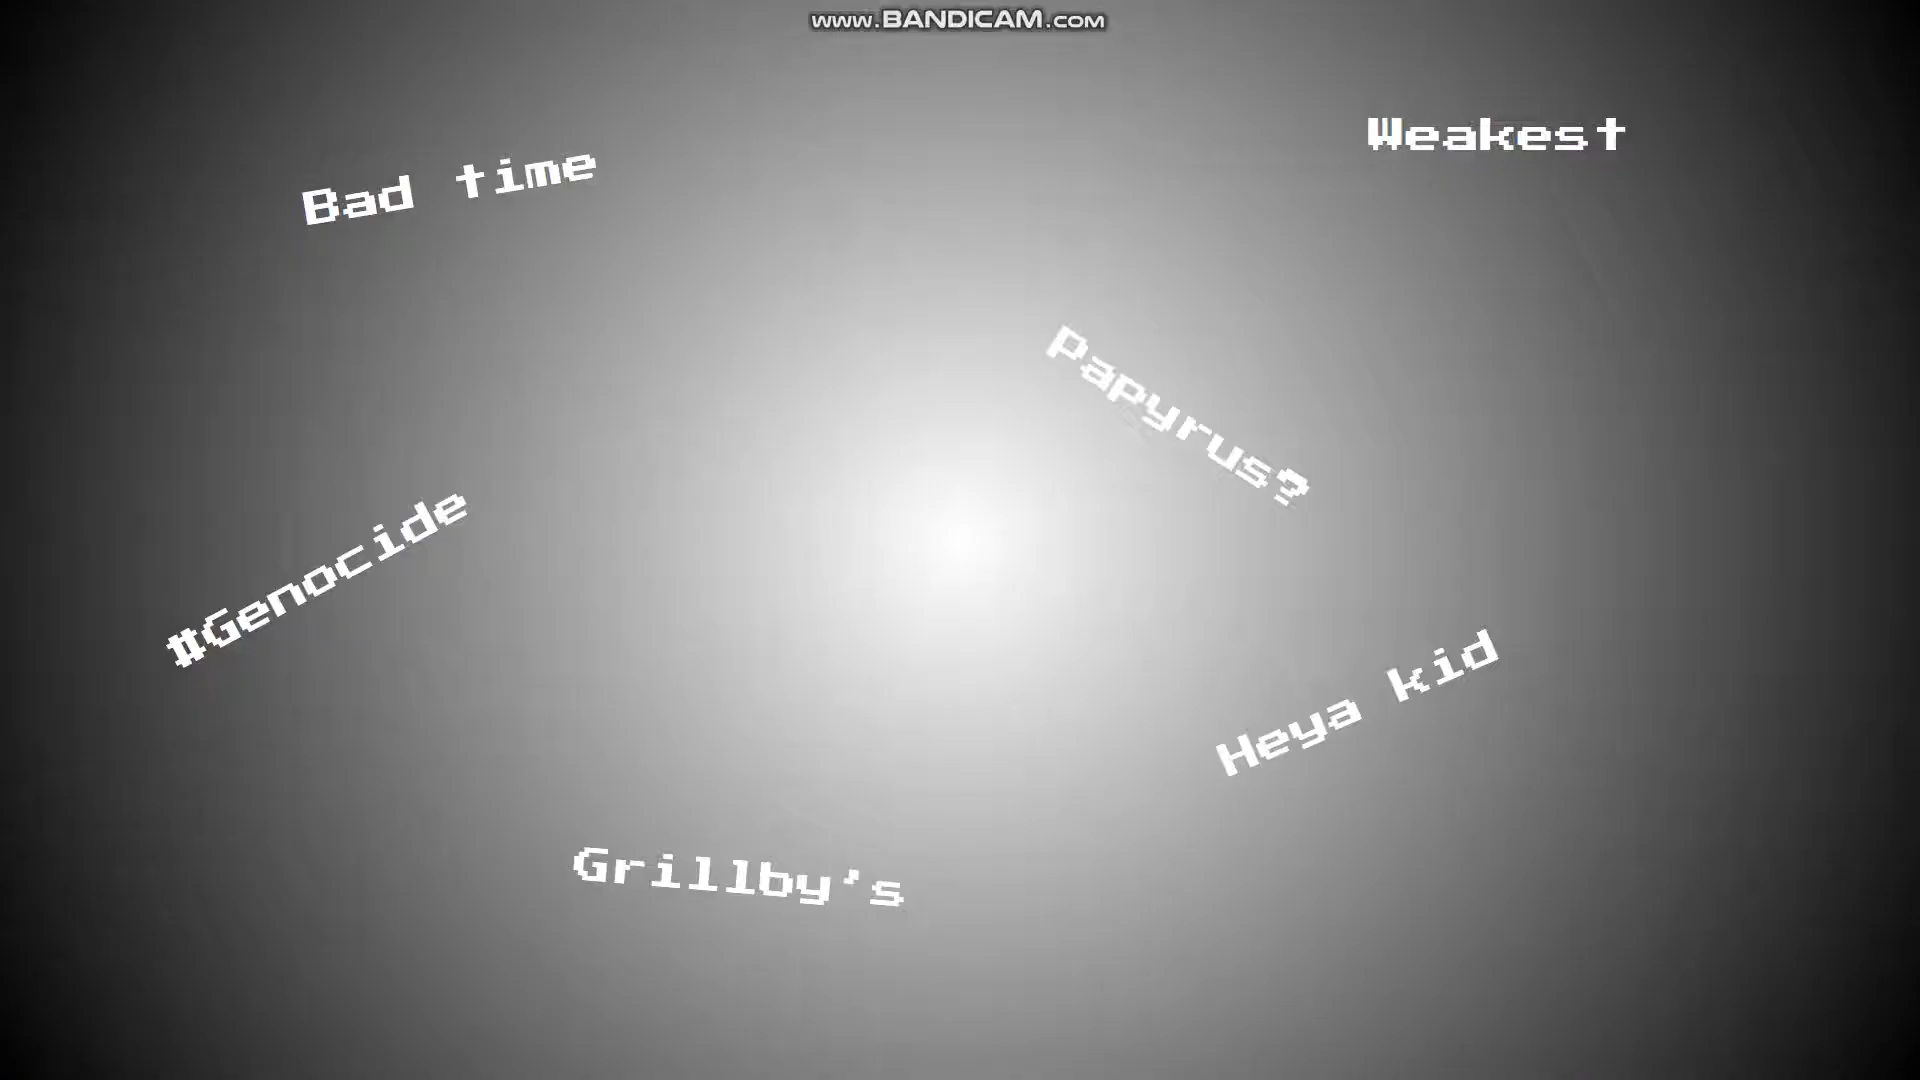 www.BANDICAM.com
Weakest
Bad time
Papyrus?
#Genocide
Heya kid
Grillby's